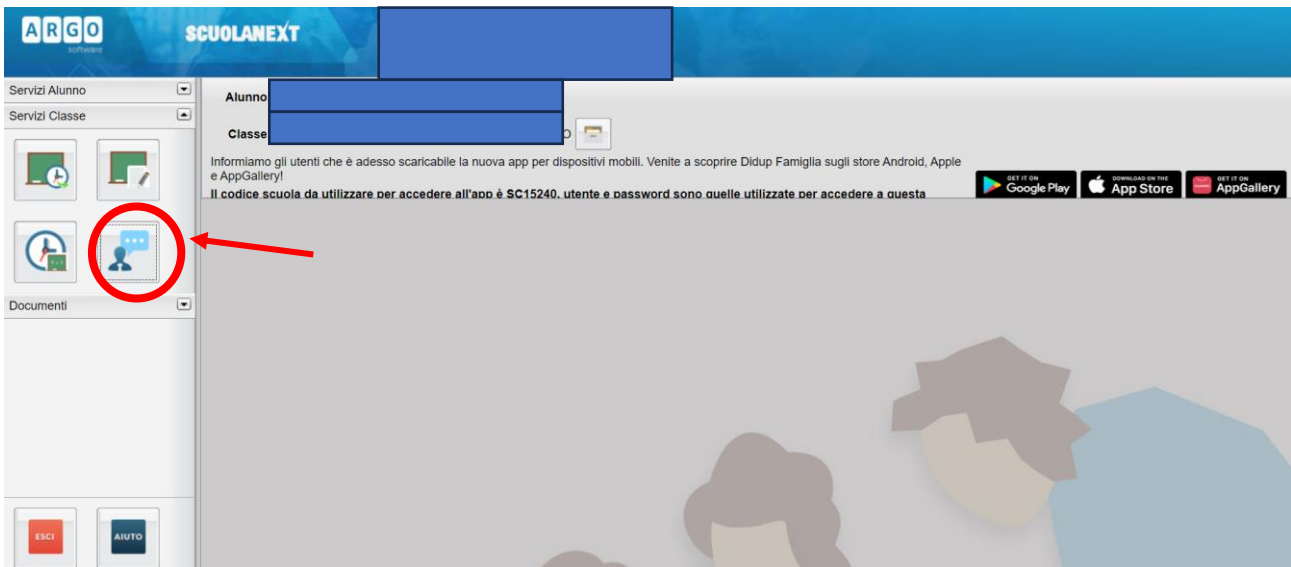 ARGO
software
SCUOLANEXT
Servizi Alunno
Servizi Classe
Documenti
ESCI
AIUTO
Alunno
Classe
Informiamo gli utenti che è adesso scaricabile la nuova app per dispositivi mobili. Venite a scoprire Didup Famiglia sugli store Android, Apple
e AppGallery!
Il codice scuola da utilizzare per accedere all'app è SC15240, utente e password sono quelle utilizzate per accedere a questa
GET IT ON
Google Play
DOWNLOAD ON THE
App Store
GET IT ON
AppGallery